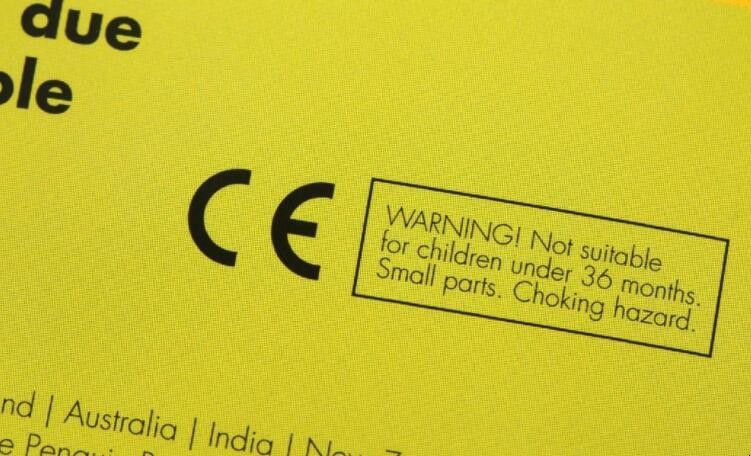 due
CE
WARNING! Not suitable
for children under 36 months.
Small parts. Choking hazard.
| Australia | India |